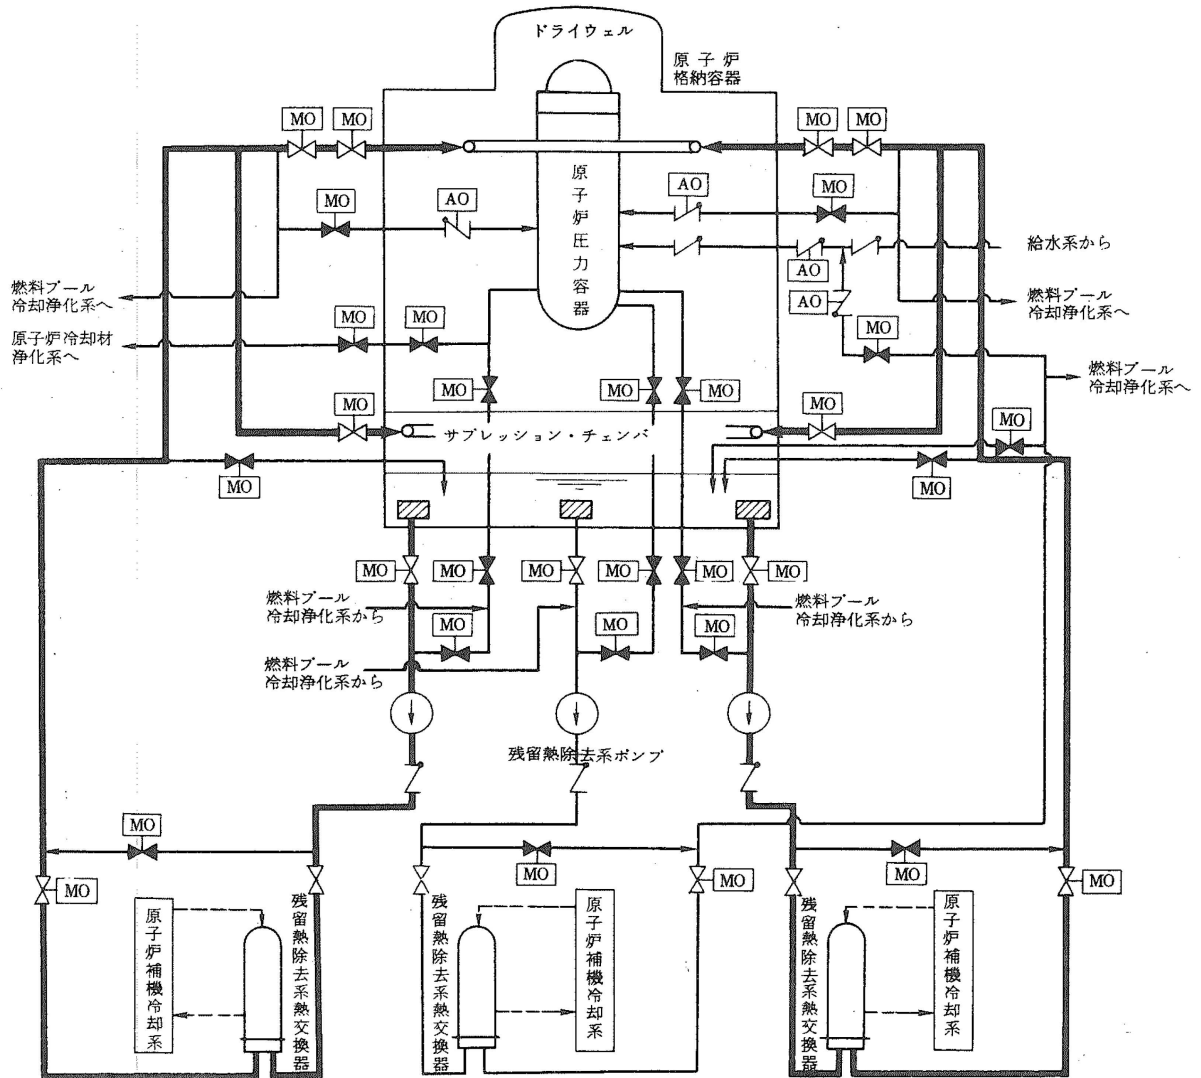 ドライウェル
原子炉
格納容器
MO
MO
MO
MO
原子炉圧力容器
MO
AO
AO
MO
給水系から
AO
AO
燃料プール
冷却浄化系へ
燃料プール
冷却浄化系へ
MO
MO
MO
原子炉冷却材
浄化系へ
燃料プール
冷却浄化系へ
MO
MO
MO
MO
MO
MO
サプレッション・チェンバ
MO
MO
MO
MO
MO
MO
MO
MO
燃料プール
冷却浄化系から
燃料プール
冷却浄化系から
MO
MO
MO
燃料プール
冷却浄化系から
残留熱除去系ポンプ
MO
MO
MO
MO
MO
MO
原子炉補機冷却系
残留熱除去系熱交換器
残留熱除去系熱交換器
原子炉補機冷却系
残留熱除去系熱交換器
原子炉補機冷却系